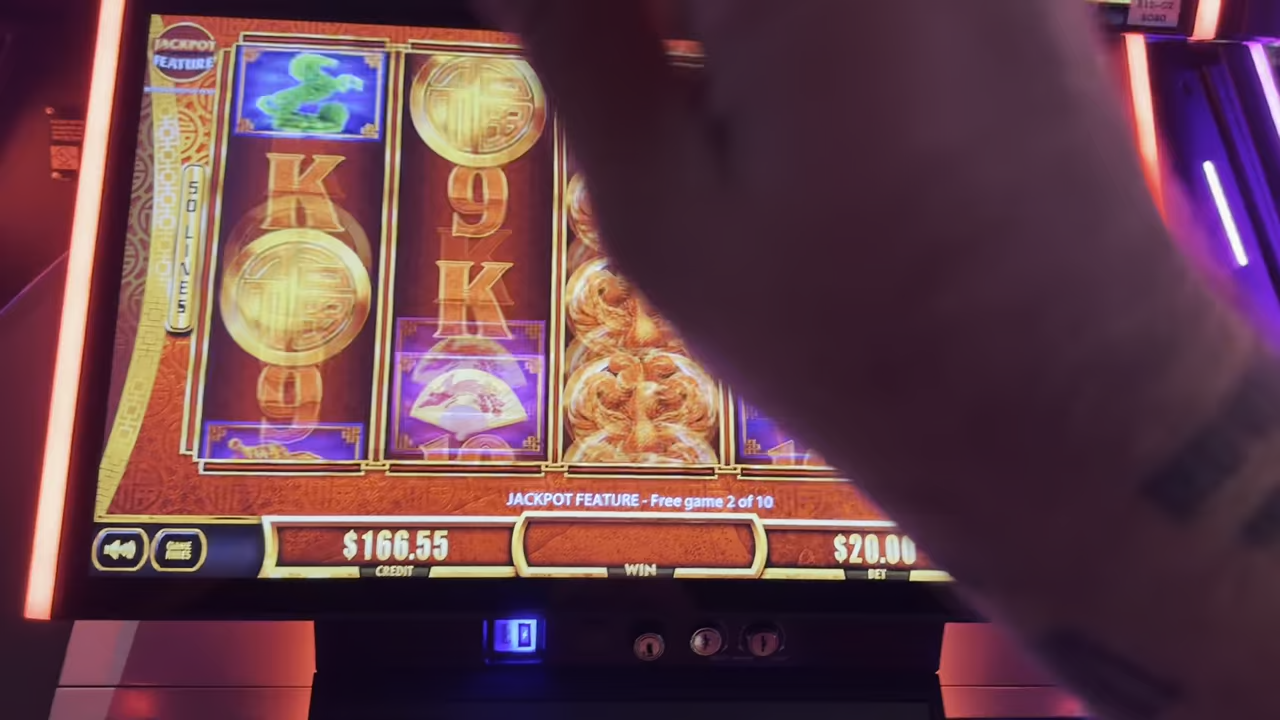 JACKPOT
FEATURE
50 LINES
K
9
K
9
10
JACKPOT FEATURE - Free game 2 of 10
$166.55
$20.00
GAME
RULES
CREDIT
WIN
BET